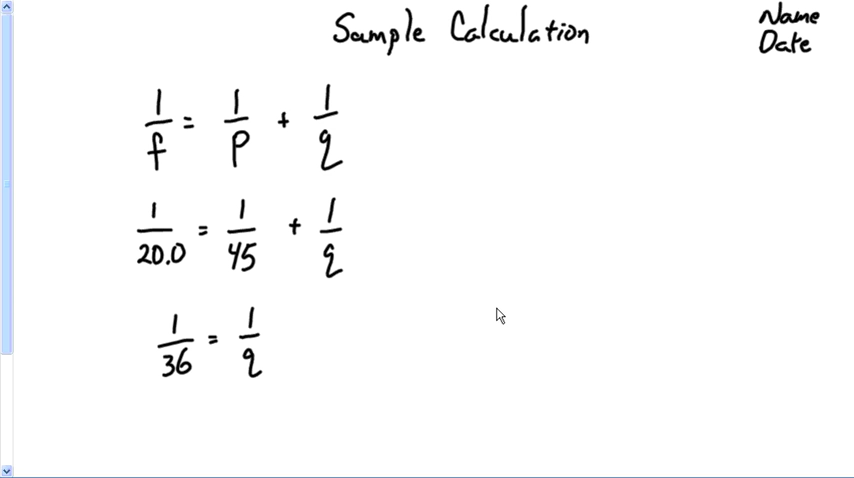 Sample Calculation
Name
Date
1/f = 1/p + 1/q
1/20.0 = 1/45 + 1/q
1/36 = 1/q